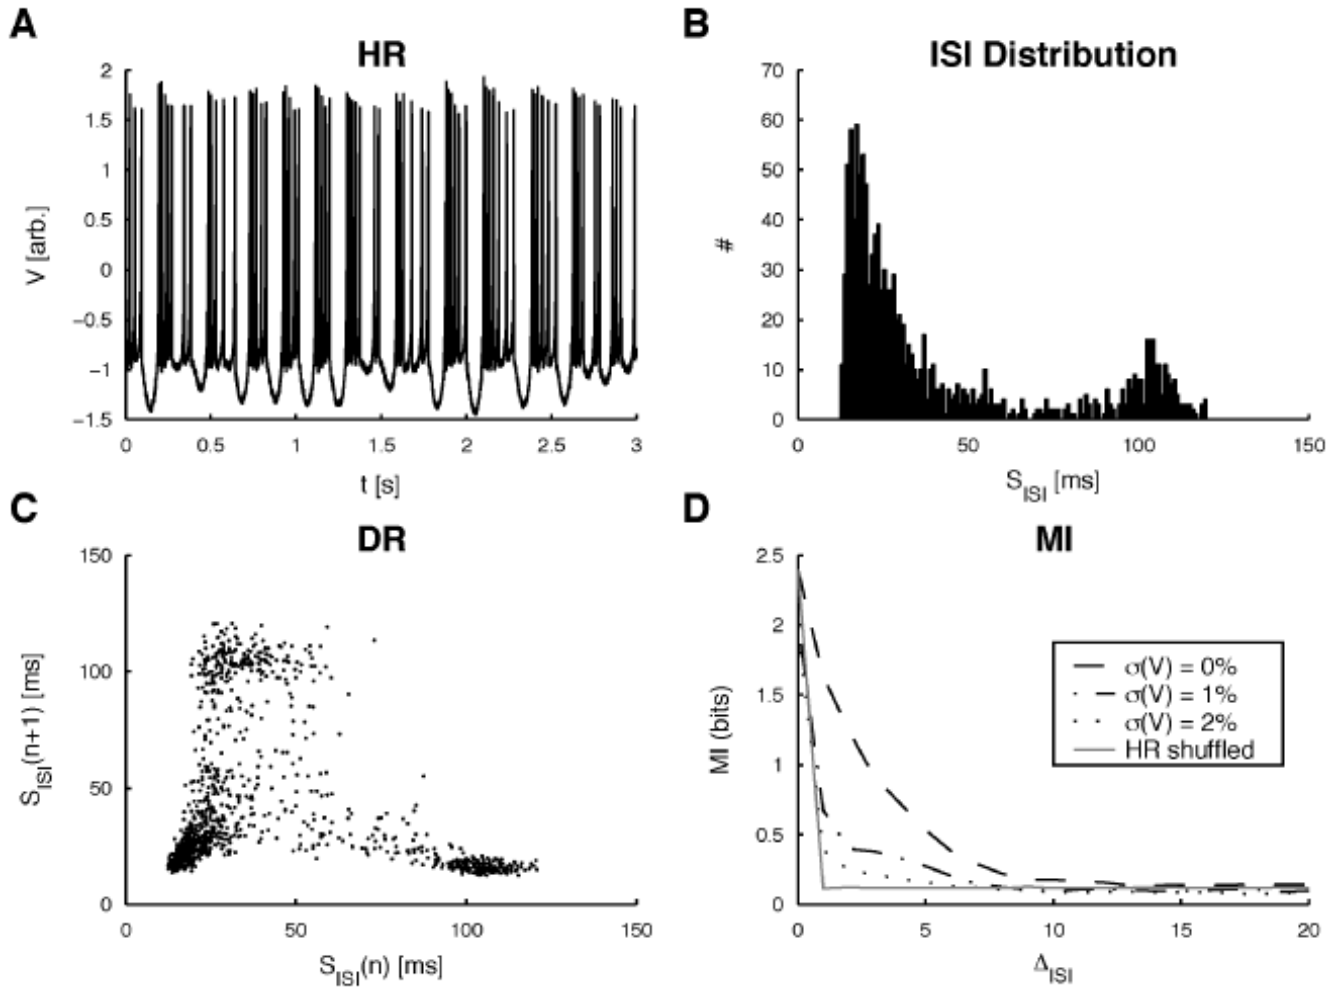 A
HR
2
1.5
1
0.5
0
−0.5
−1
−1.5
V [arb.]
0 0.5 1 1.5 2 2.5 3
t [s]
B
ISI Distribution
70
60
50
40
30
20
10
0
#
0 50 100 150
S_ISI [ms]
C
DR
150
100
50
0
S_ISI(n+1) [ms]
0 50 100 150
S_ISI(n) [ms]
D
MI
2.5
2
1.5
1
0.5
0
MI (bits)
σ(V) = 0%
σ(V) = 1%
σ(V) = 2%
HR shuffled
0 5 10 15 20
Δ_ISI